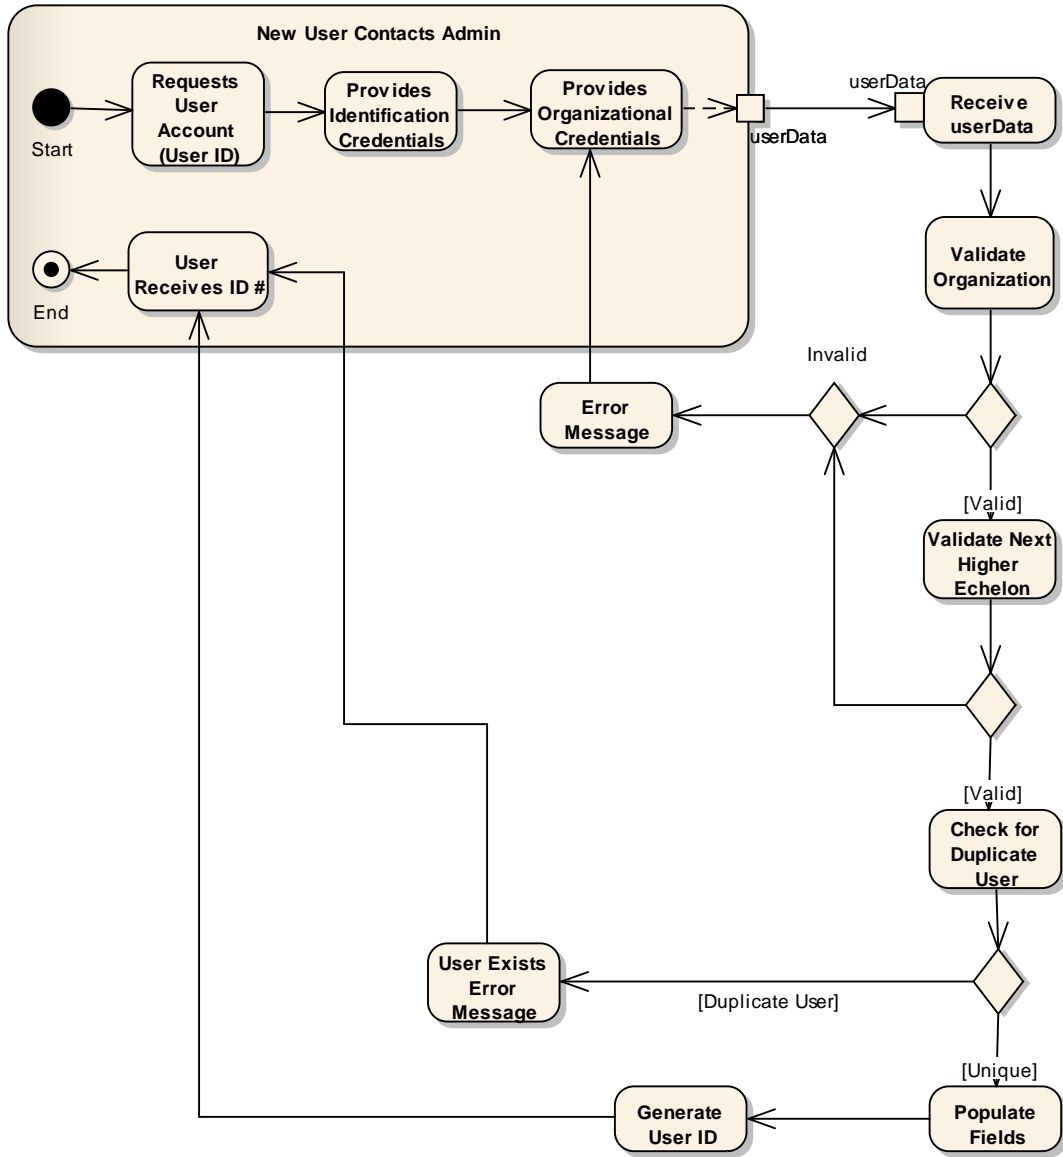 New User Contacts Admin
Requests
User
Account
(User ID)
Provides
Identification
Credentials
Provides
Organizational
Credentials
userData
userData
Receive
userData
Start
User
Receives ID #
End
Validate
Organization
Invalid
Error
Message
[Valid]
Validate Next
Higher
Echelon
[Valid]
Check for
Duplicate
User
User Exists
Error
Message
[Duplicate User]
[Unique]
Generate
User ID
Populate
Fields